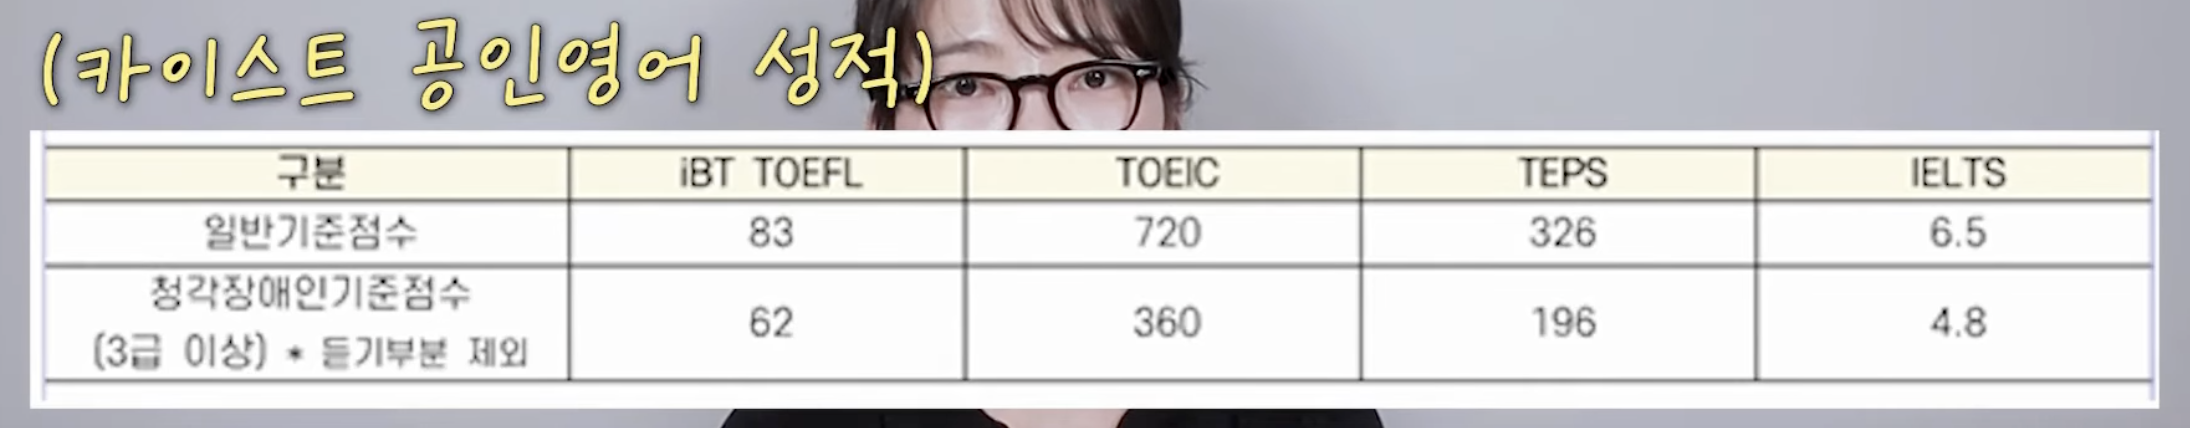 (카이스트 공인영어 성적)
구분 iBT TOEFL TOEIC TEPS IELTS
일반기준점수 83 720 326 6.5
청각장애인기준점수
(3급 이상) * 듣기부분 제외 62 360 196 4.8